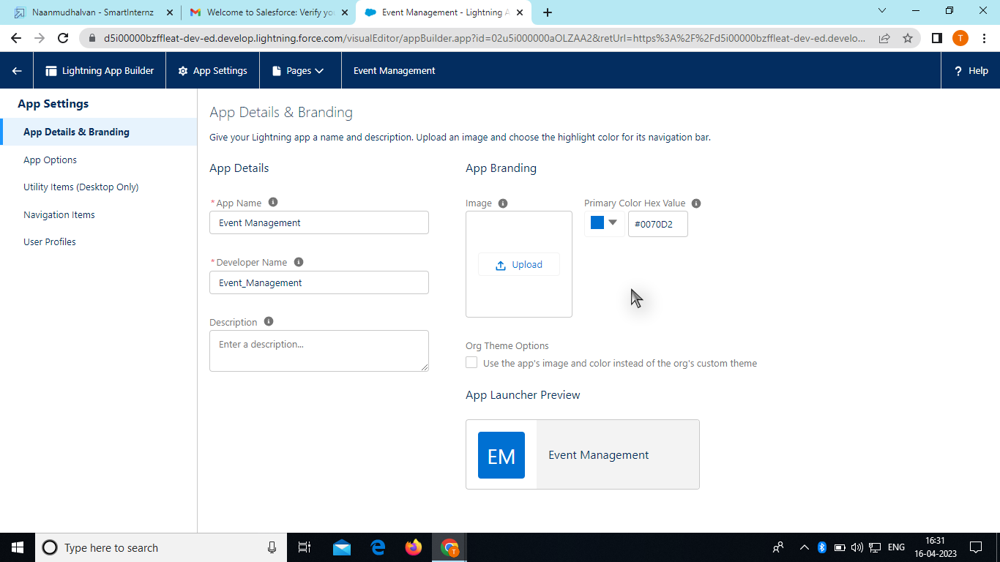 Naanmudhalvan - SmartInternz
Welcome to Salesforce: Verify yo
Event Management - Lightning A
d5i00000bzffleat-dev-ed.develop.lightning.force.com/visualEditor/appBuilder.app?id=02u5i000000aOLZAA2&retUrl=https%3A%2F%2Fd5i00000bzffleat-dev-ed.develo...
T
Lightning App Builder
App Settings
Pages
Event Management
? Help
App Settings
App Details & Branding
App Options
Utility Items (Desktop Only)
Navigation Items
User Profiles
App Details & Branding
Give your Lightning app a name and description. Upload an image and choose the highlight color for its navigation bar.
App Details
*App Name
Event Management
*Developer Name
Event_Management
Description
Enter a description...
App Branding
Image
Upload
Primary Color Hex Value
#0070D2
Org Theme Options
Use the app's image and color instead of the org's custom theme
App Launcher Preview
EM
Event Management
Type here to search
T
ENG
16:31
16-04-2023